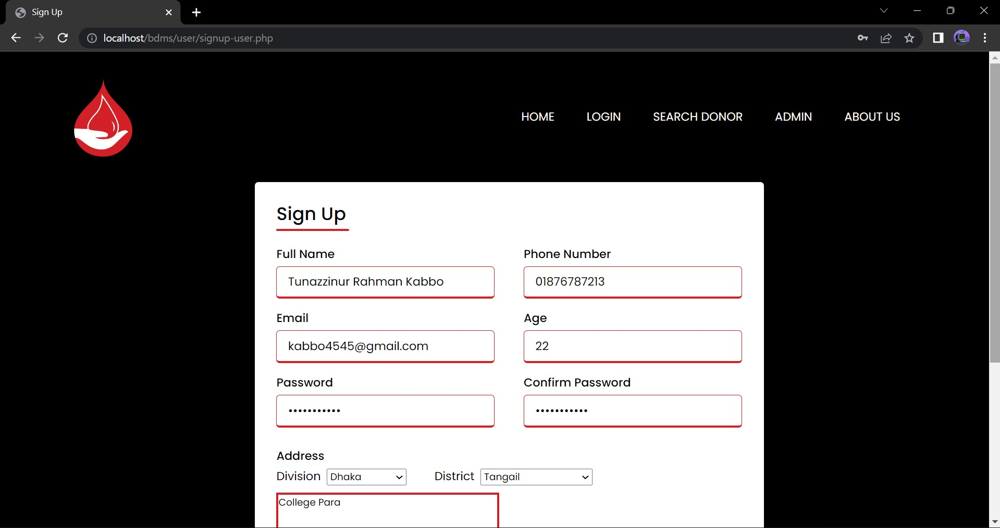 Sign Up
localhost/bdms/user/signup-user.php
HOME LOGIN SEARCH DONOR ADMIN ABOUT US
Sign Up
Full Name Phone Number
Tunazzinur Rahman Kabbo 01876787213
Email Age
kabbo4545@gmail.com 22
Password Confirm Password
••••••••••• •••••••••••
Address
Division Dhaka District Tangail
College Para